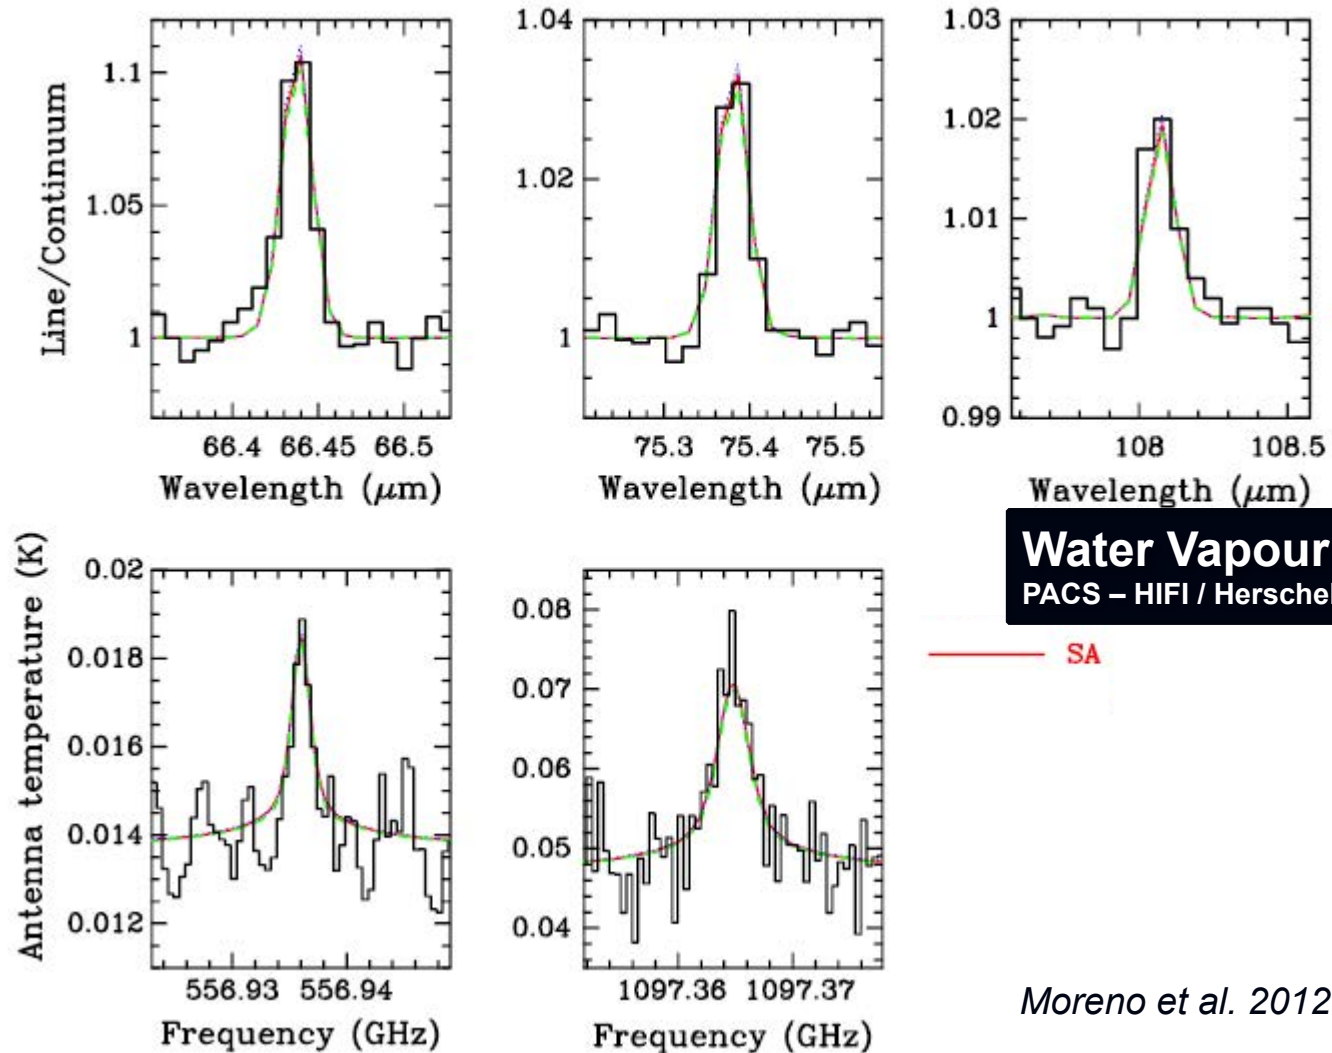 1.1
1.05
1
Line/Continuum
66.4 66.45 66.5
Wavelength (μm)
1.04
1.02
1
75.3 75.4 75.5
Wavelength (μm)
1.03
1.02
1.01
1
0.99
108 108.5
Wavelength (μm)
Water Vapour
PACS – HIFI / Herschel
SA
0.02
0.018
0.016
0.014
0.012
Antenna temperature (K)
556.93 556.94
Frequency (GHz)
0.08
0.07
0.06
0.05
0.04
1097.36 1097.37
Frequency (GHz)
Moreno et al. 2012